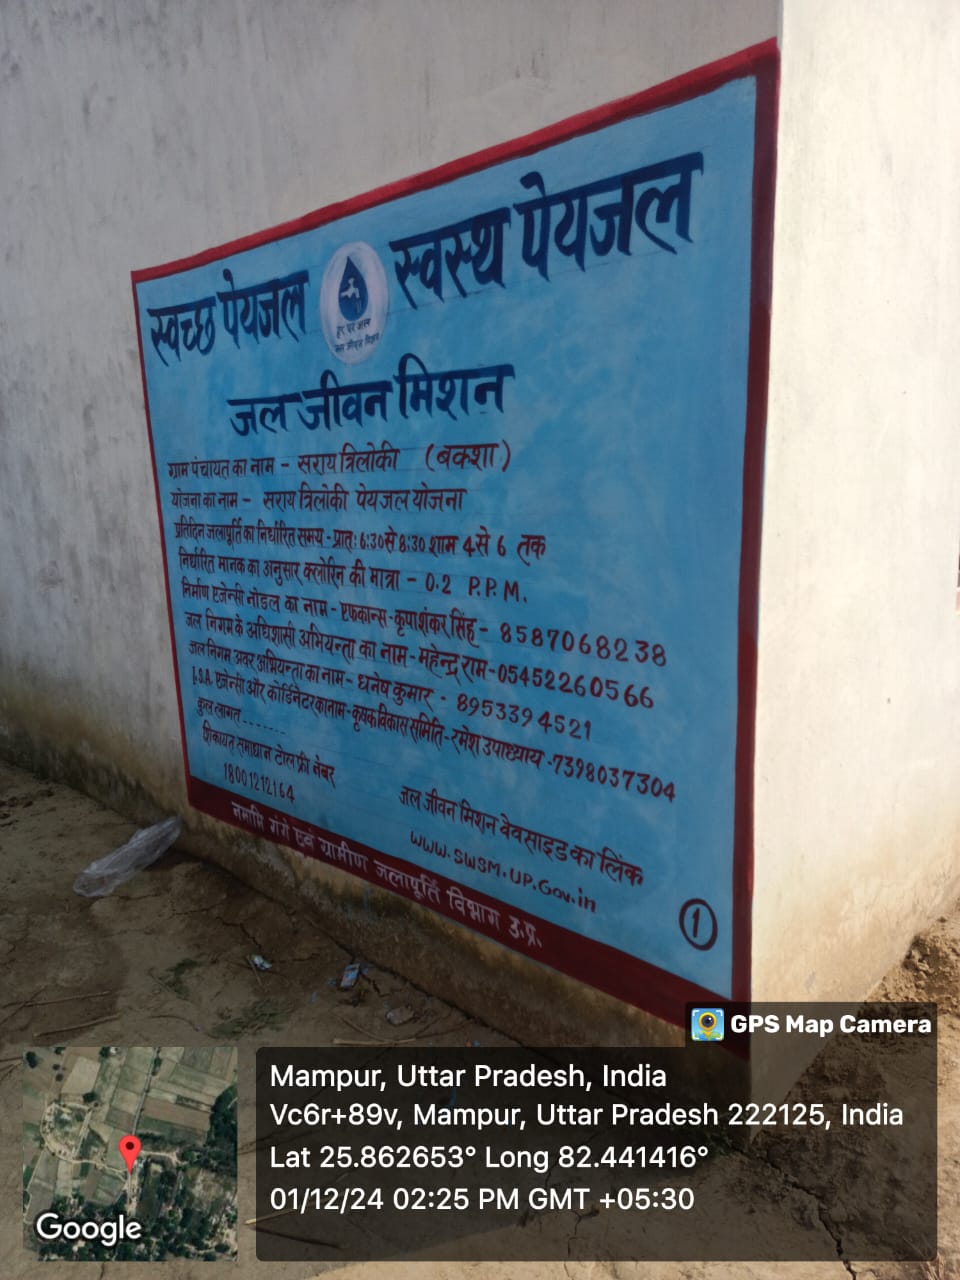 स्वच्छ पेयजल स्वस्थ पेयजल
हर घर जल
जल जीवन मिशन
जल जीवन मिशन
ग्राम पंचायत का नाम - सराय त्रिलोकी (बक्शा)
योजना का नाम - सराय त्रिलोकी पेयजल योजना
प्रतिदिन जलापूर्ति का निर्धारित समय - प्रात: 6:30 से 8:30 शाम 4 से 6 तक
निर्धारित मानक का अनुसार क्लोरिन की मात्रा - 0.2 P.P.M.
निर्माण एजेन्सी नोडल का नाम - एफकान्स - कृपाशंकर सिंह - 8587068238
जल निगम के अधिशासी अभियन्ता का नाम - महेन्द्र राम - 05452260566
जल निगम अवर अभियन्ता का नाम - धनेष कुमार - 8953394521
I.S.A. एजेन्सी और कोर्डिनेटर का नाम - कृषक विकास समिति - रमेश उपाध्याय - 7398037304
कुल लागत .......
शिकायत समाधान टोल फ्री नंबर
18001212164
जल जीवन मिशन वेवसाइड का लिंक
www.swsm.up.Gov.in
नमामि गंगे एवं ग्रामीण जलापूर्ति विभाग उ.प्र.
1
GPS Map Camera
Mampur, Uttar Pradesh, India
Vc6r+89v, Mampur, Uttar Pradesh 222125, India
Lat 25.862653° Long 82.441416°
01/12/24 02:25 PM GMT +05:30
Google